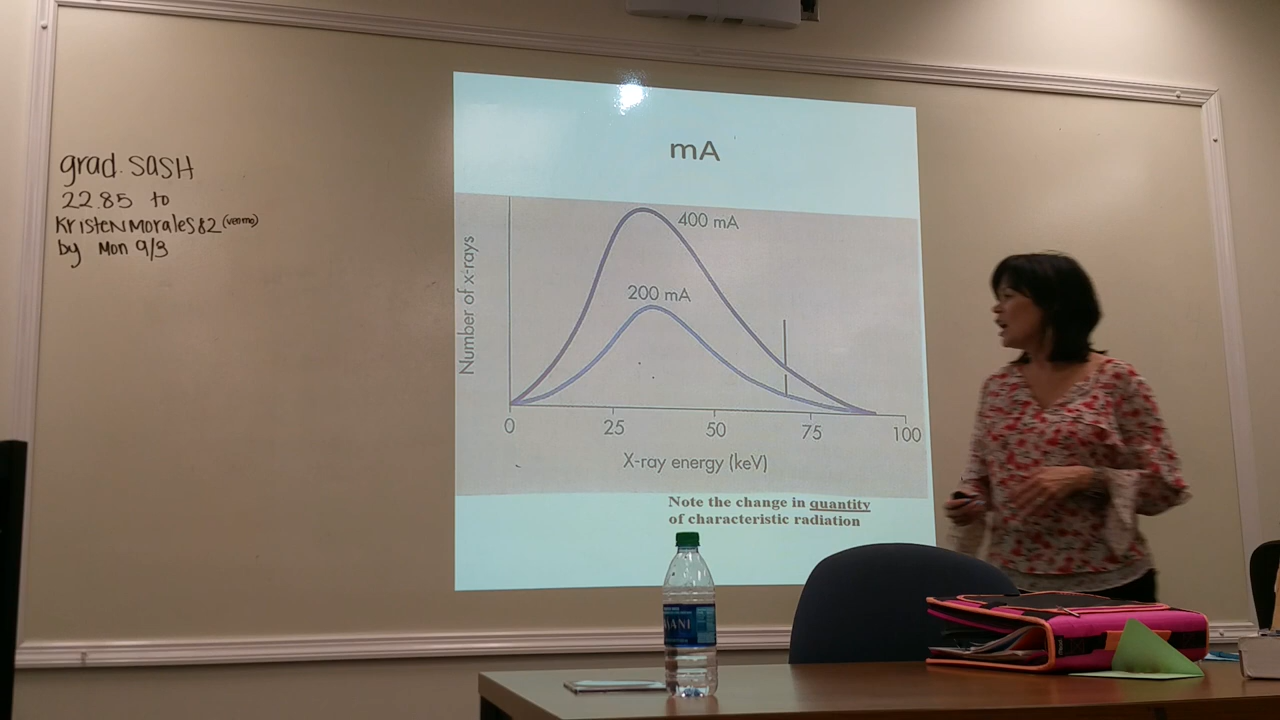 grad. SASH
22.85 to
KristenMorales82 (venmo)
by Mon 9/3
mA
400 mA
200 mA
Number of x-rays
0 25 50 75 100
X-ray energy (keV)
Note the change in quantity
of characteristic radiation